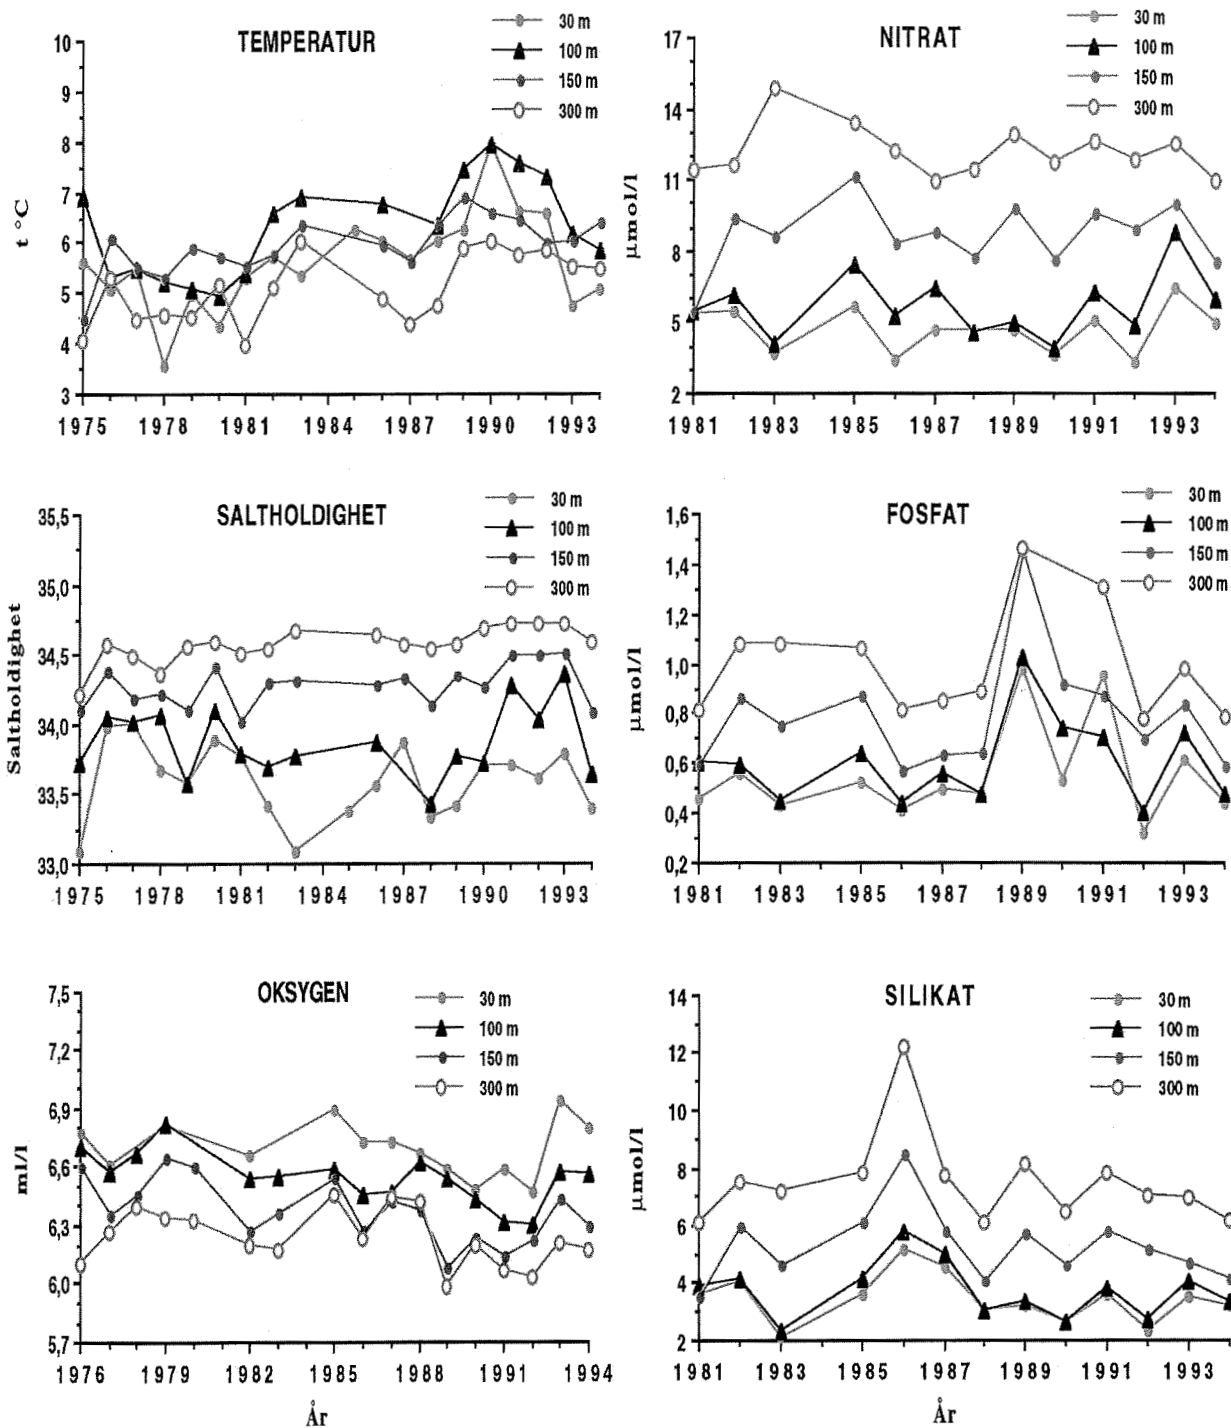 TEMPERATUR
30 m
100 m
150 m
300 m
t °C
10
9
8
7
6
5
4
3
1975 1978 1981 1984 1987 1990 1993
NITRAT
30 m
100 m
150 m
300 m
µmol/l
17
14
11
8
5
2
1981 1983 1985 1987 1989 1991 1993
SALTHOLDIGHET
30 m
100 m
150 m
300 m
Saltholdighet
35,5
35,0
34,5
34,0
33,5
33,0
1975 1978 1981 1984 1987 1990 1993
FOSFAT
30 m
100 m
150 m
300 m
µmol/l
1,6
1,4
1,2
1,0
0,8
0,6
0,4
0,2
1981 1983 1985 1987 1989 1991 1993
OKSYGEN
30 m
100 m
150 m
300 m
ml/l
7,5
7,2
6,9
6,6
6,3
6,0
5,7
1976 1979 1982 1985 1988 1991 1994
År
SILIKAT
30 m
100 m
150 m
300 m
µmol/l
14
12
10
8
6
4
2
1981 1983 1985 1987 1989 1991 1993
År